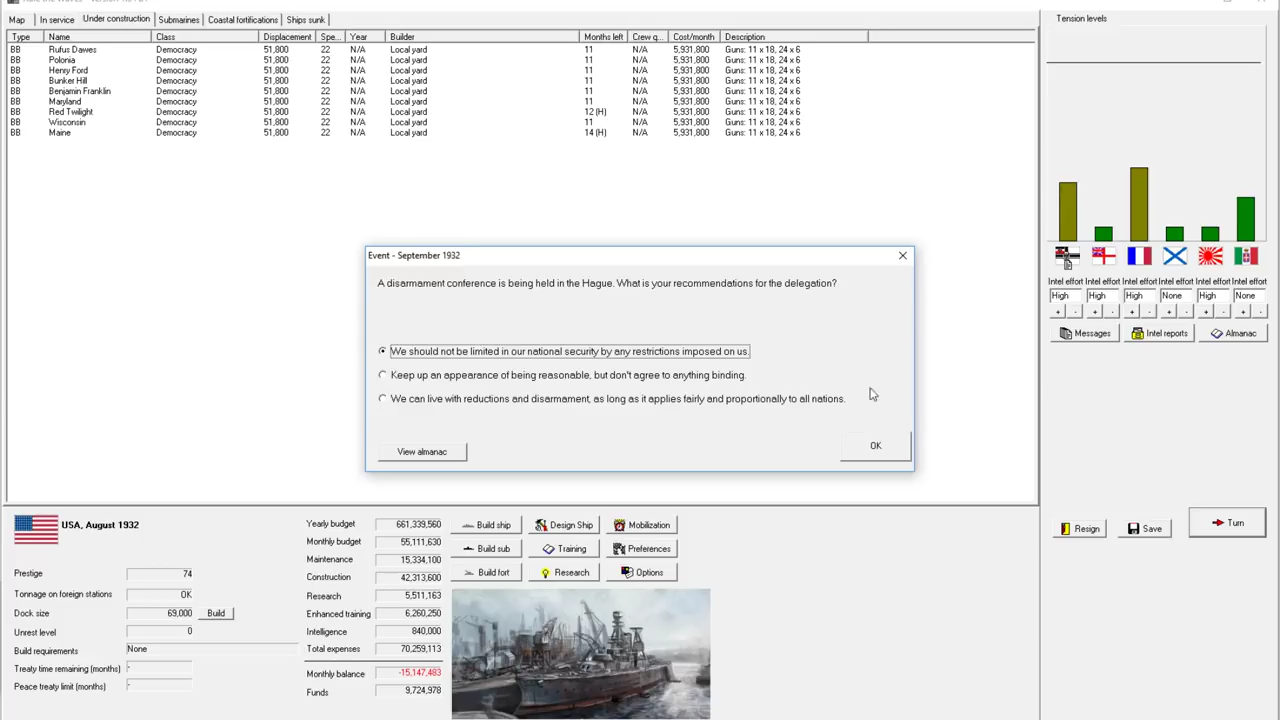 Map In service Under construction Submarines Coastal fortifications Ships sunk
Type Name Class Displacement Spe... Year Builder Months left Crew q... Cost/month Description
BB Rufus Dawes Democracy 51,800 22 N/A Local yard 11 N/A 5,931,800 Guns: 11 x 18, 24 x 6
BB Polonia Democracy 51,800 22 N/A Local yard 11 N/A 5,931,800 Guns: 11 x 18, 24 x 6
BB Henry Ford Democracy 51,800 22 N/A Local yard 11 N/A 5,931,800 Guns: 11 x 18, 24 x 6
BB Bunker Hill Democracy 51,800 22 N/A Local yard 11 N/A 5,931,800 Guns: 11 x 18, 24 x 6
BB Benjamin Franklin Democracy 51,800 22 N/A Local yard 11 N/A 5,931,800 Guns: 11 x 18, 24 x 6
BB Maryland Democracy 51,800 22 N/A Local yard 11 N/A 5,931,800 Guns: 11 x 18, 24 x 6
BB Red Twilight Democracy 51,800 22 N/A Local yard 12 (H) N/A 5,931,800 Guns: 11 x 18, 24 x 6
BB Wisconsin Democracy 51,800 22 N/A Local yard 11 N/A 5,931,800 Guns: 11 x 18, 24 x 6
BB Maine Democracy 51,800 22 N/A Local yard 14 (H) N/A 5,931,800 Guns: 11 x 18, 24 x 6
Tension levels
Intel effort Intel effort Intel effort Intel effort Intel effort Intel effort
High High High None High None
+ - + - + - + - + - + -
Messages Intel reports Almanac
Event - September 1932
A disarmament conference is being held in the Hague. What is your recommendations for the delegation?
We should not be limited in our national security by any restrictions imposed on us.
Keep up an appearance of being reasonable, but don't agree to anything binding.
We can live with reductions and disarmament, as long as it applies fairly and proportionally to all nations.
View almanac OK
USA, August 1932
Prestige 74
Tonnage on foreign stations OK
Dock size 69,000 Build
Unrest level 0
Build requirements None
Treaty time remaining (months) -
Peace treaty limit (months) -
Yearly budget 661,339,560
Monthly budget 55,111,630
Maintenance 15,334,100
Construction 42,313,600
Research 5,511,163
Enhanced training 6,260,250
Intelligence 840,000
Total expenses 70,259,113
Monthly balance -15,147,483
Funds 9,724,978
Build ship Design Ship Mobilization
Build sub Training Preferences
Build fort Research Options
Resign Save Turn